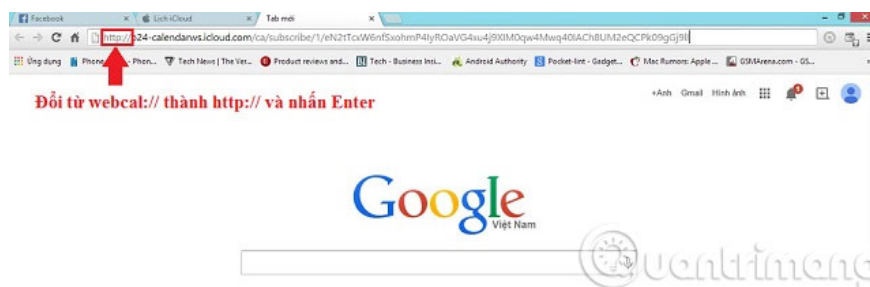 Facebook
Lịch iCloud
Tab mới
http://p24-calendarws.icloud.com/ca/subscribe/1/
Ứng dụng
Phon...
Tech News | The Ver...
Product reviews and...
Tech - Business Insi...
Android Authority
Pocket-lint - Gadget...
Mac Rumors: Apple ...
GSMArena.com - GS...
Đổi từ webcal:// thành http:// và nhấn Enter
+Anh Gmail Hình ảnh
Google
Việt Nam
Quantrimang